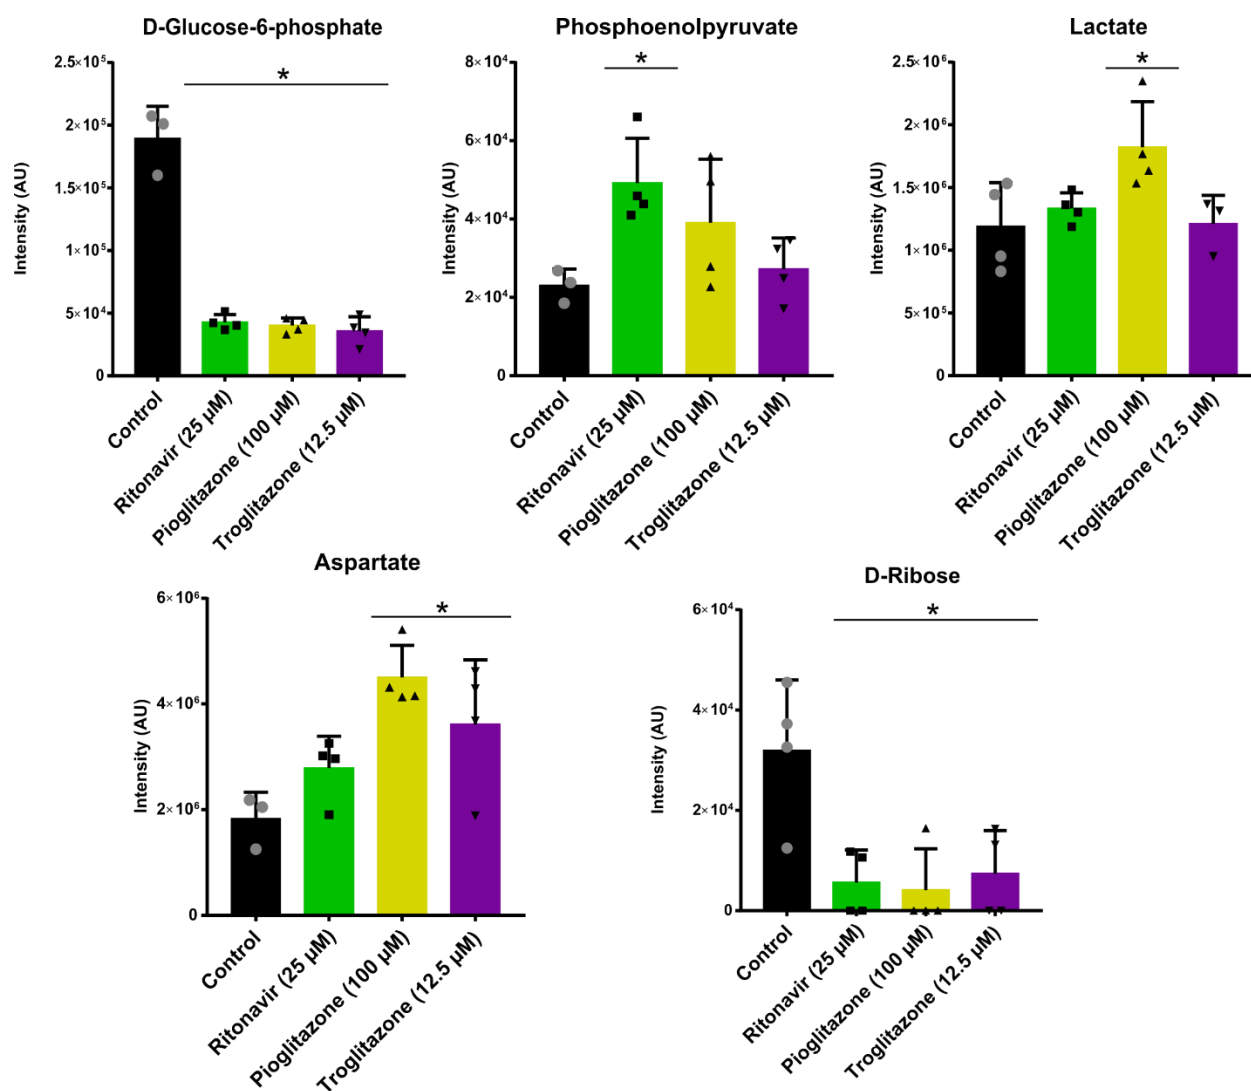 D-Glucose-6-phosphate
Intensity (AU)
2.5×10⁵
2×10⁵
1.5×10⁵
1×10⁵
5×10⁴
0
*
Control
Ritonavir (25 µM)
Pioglitazone (100 µM)
Troglitazone (12.5 µM)
Phosphoenolpyruvate
Intensity (AU)
8×10⁴
6×10⁴
4×10⁴
2×10⁴
0
*
Control
Ritonavir (25 µM)
Pioglitazone (100 µM)
Troglitazone (12.5 µM)
Lactate
Intensity (AU)
2.5×10⁶
2×10⁶
1.5×10⁶
1×10⁶
5×10⁵
0
*
Control
Ritonavir (25 µM)
Pioglitazone (100 µM)
Troglitazone (12.5 µM)
Aspartate
Intensity (AU)
6×10⁶
4×10⁶
2×10⁶
0
*
Control
Ritonavir (25 µM)
Pioglitazone (100 µM)
Troglitazone (12.5 µM)
D-Ribose
Intensity (AU)
6×10⁴
4×10⁴
2×10⁴
0
*
Control
Ritonavir (25 µM)
Pioglitazone (100 µM)
Troglitazone (12.5 µM)